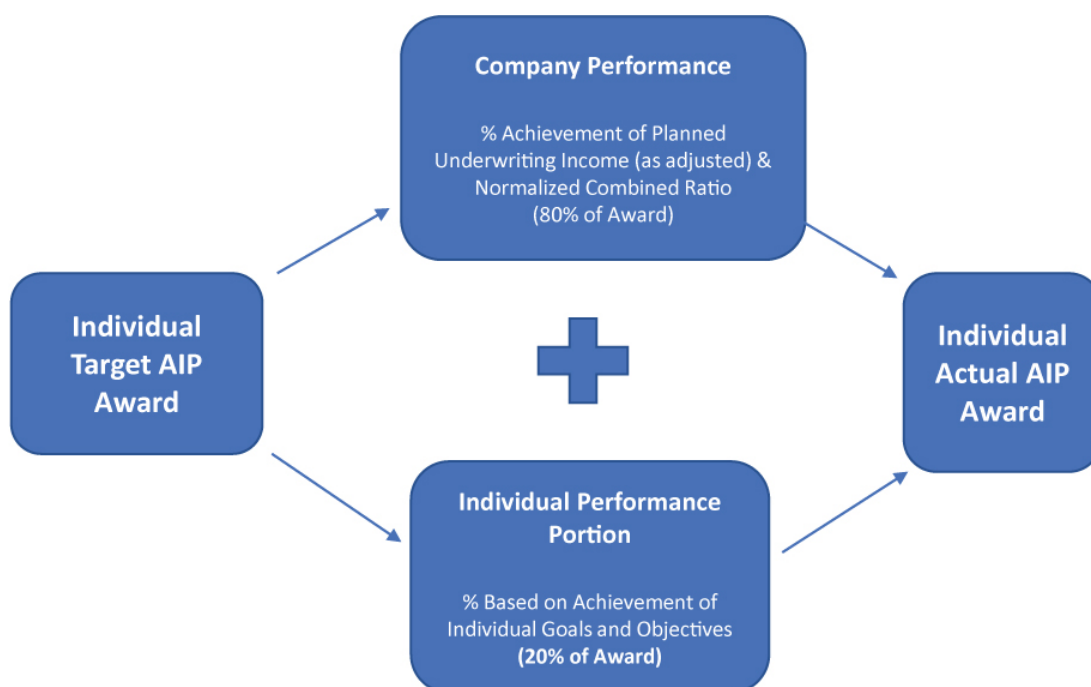 Company Performance
% Achievement of Planned
Underwriting Income (as adjusted) &
Normalized Combined Ratio
(80% of Award)
Individual
Target AIP
Award
Individual
Actual AIP
Award
Individual Performance
Portion
% Based on Achievement of
Individual Goals and Objectives
(20% of Award)